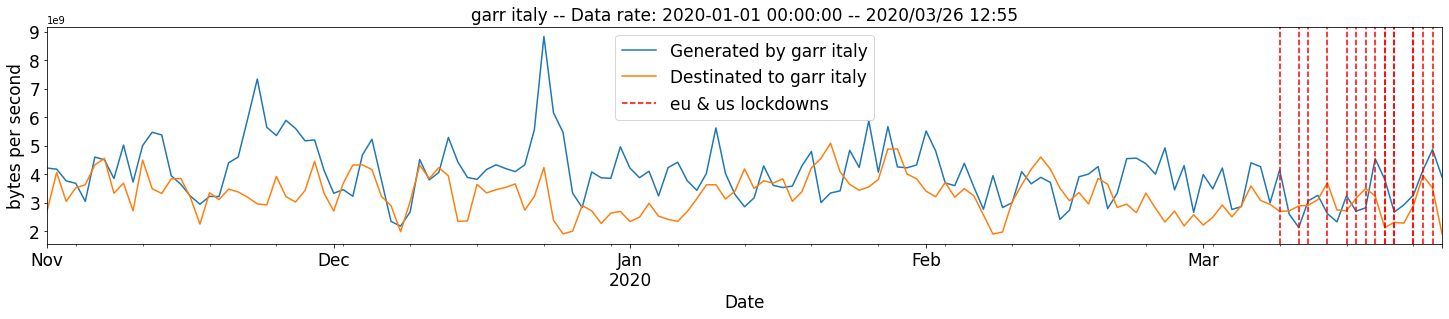 garr italy -- Data rate: 2020-01-01 00:00:00 -- 2020/03/26 12:55
1e9
9
8
7
6
5
4
3
2
bytes per second
Generated by garr italy
Destinated to garr italy
eu & us lockdowns
Nov Dec Jan Feb Mar
2020
Date